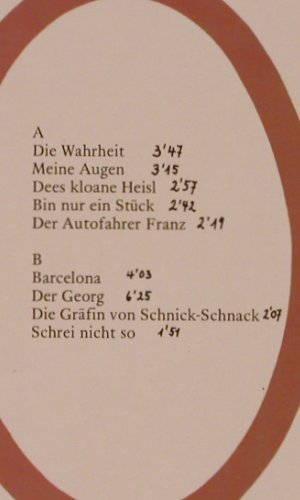 A
Die Wahrheit 3'47
Meine Augen 3'15
Dees kloane Heisl 2'57
Bin nur ein Stück 2'42
Der Autofahrer Franz 2'19
B
Barcelona 4'03
Der Georg 6'25
Die Gräfin von Schnick-Schnack 2'07
Schrei nicht so 1'51